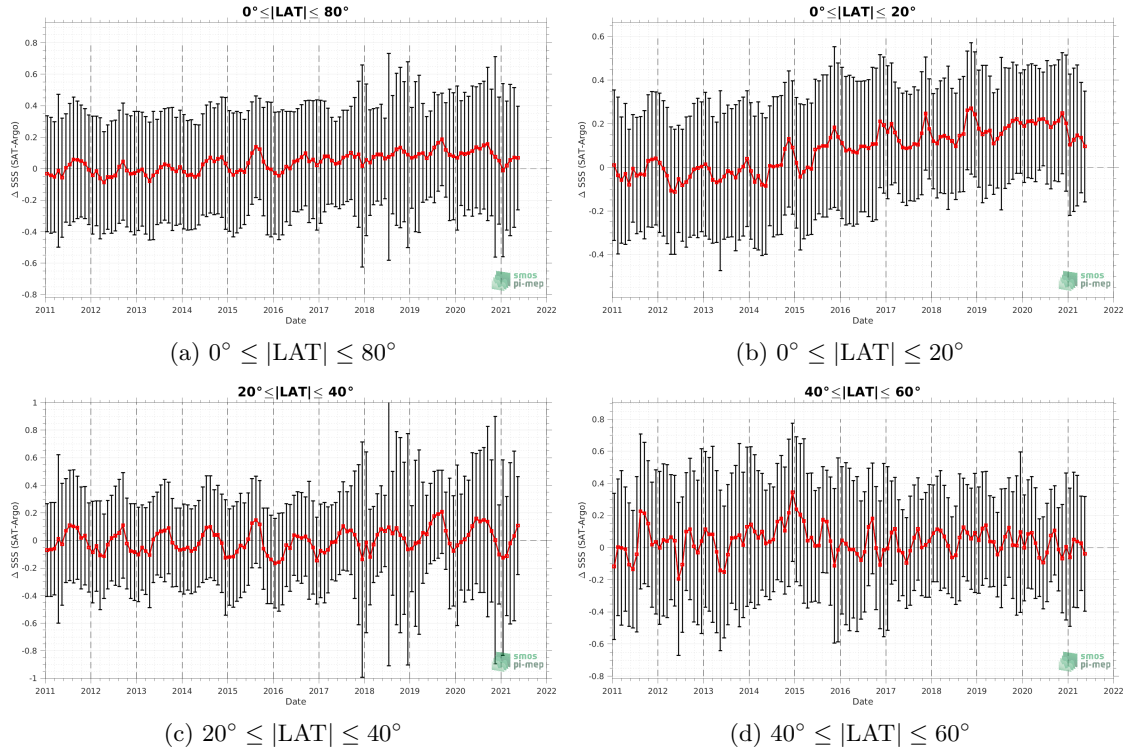 0°≤|LAT|≤ 80°
Δ SSS (SAT-Argo)
0.8
0.6
0.4
0.2
0
-0.2
-0.4
-0.6
-0.8
2011 2012 2013 2014 2015 2016 2017 2018 2019 2020 2021 2022
Date
smos
pi-mep
(a) 0° ≤ |LAT| ≤ 80°
0°≤|LAT|≤ 20°
Δ SSS (SAT-Argo)
0.6
0.4
0.2
0
-0.2
-0.4
2011 2012 2013 2014 2015 2016 2017 2018 2019 2020 2021 2022
Date
smos
pi-mep
(b) 0° ≤ |LAT| ≤ 20°
20°≤|LAT|≤ 40°
Δ SSS (SAT-Argo)
1
0.8
0.6
0.4
0.2
0
-0.2
-0.4
-0.6
-0.8
-1
2011 2012 2013 2014 2015 2016 2017 2018 2019 2020 2021 2022
Date
smos
pi-mep
(c) 20° ≤ |LAT| ≤ 40°
40°≤|LAT|≤ 60°
Δ SSS (SAT-Argo)
0.8
0.6
0.4
0.2
0
-0.2
-0.4
-0.6
-0.8
2011 2012 2013 2014 2015 2016 2017 2018 2019 2020 2021 2022
Date
smos
pi-mep
(d) 40° ≤ |LAT| ≤ 60°